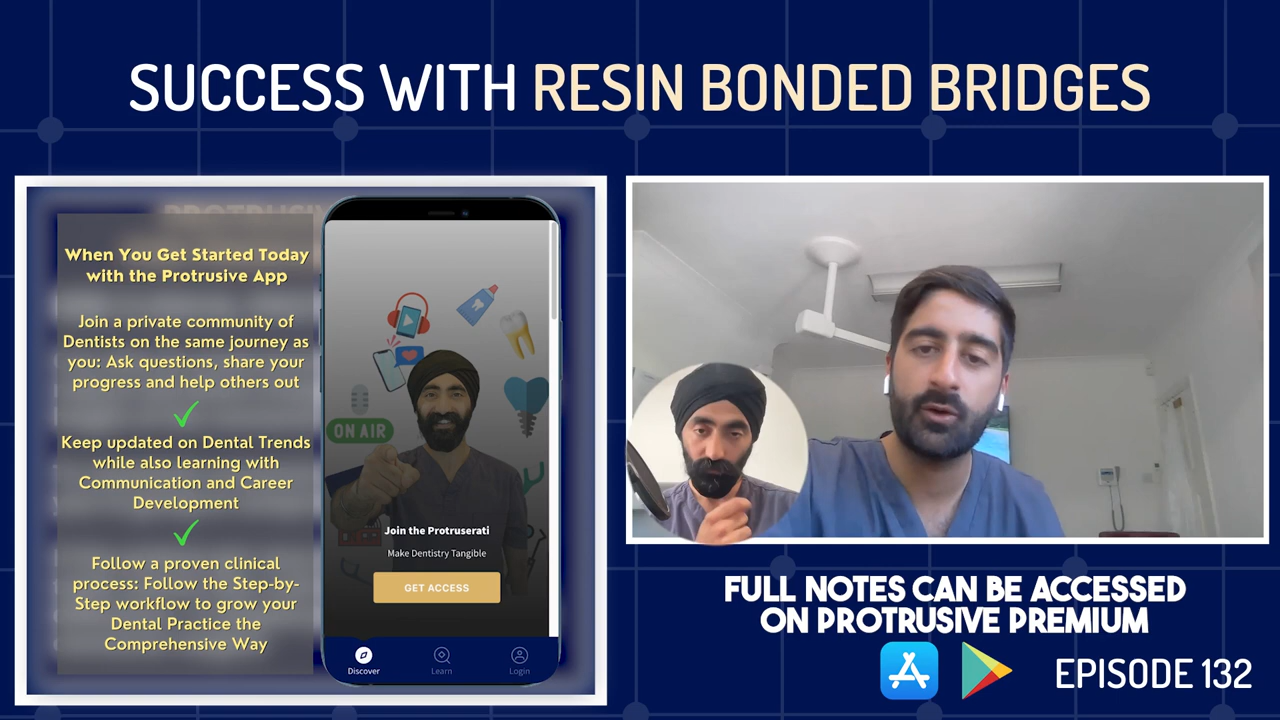 SUCCESS WITH RESIN BONDED BRIDGES
When You Get Started Today
with the Protrusive App
Join a private community of
Dentists on the same journey as
you: Ask questions, share your
progress and help others out
Keep updated on Dental Trends
while also learning with
Communication and Career
Development
Follow a proven clinical
process: Follow the Step-by-
Step workflow to grow your
Dental Practice the
Comprehensive Way
ON AIR
Join the Protruserati
Make Dentistry Tangible
GET ACCESS
Discover
Learn
Login
FULL NOTES CAN BE ACCESSED
ON PROTRUSIVE PREMIUM
EPISODE 132